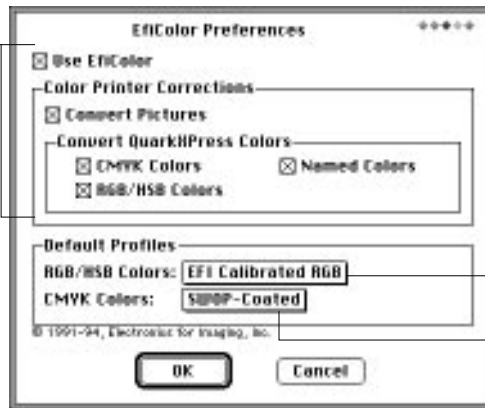 EfiColor Preferences
Use EfiColor
Color Printer Corrections
Convert Pictures
Convert QuarkXPress Colors
CMYK Colors
Named Colors
RGB/HSB Colors
Default Profiles
RGB/HSB Colors: EFI Calibrated RGB
CMYK Colors: SWOP-Coated
© 1991-94, Electronics for Imaging, Inc.
OK
Cancel